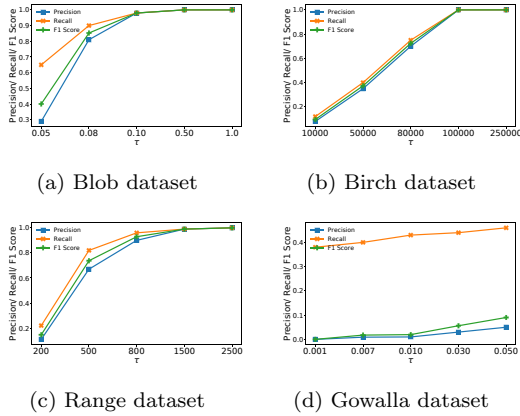 Precision/ Recall/ F1 Score
1.0
0.9
0.8
0.7
0.6
0.5
0.4
0.3
Precision
Recall
F1 Score
0.05 0.08 0.10 0.50 1.0
τ
(a) Blob dataset
Precision/ Recall/ F1 Score
1.0
0.8
0.6
0.4
0.2
Precision
Recall
F1 Score
10000 50000 80000 100000 250000
τ
(b) Birch dataset
Precision/ Recall/ F1 Score
1.0
0.8
0.6
0.4
0.2
Precision
Recall
F1 Score
200 500 800 1500 2500
τ
(c) Range dataset
Precision/ Recall/ F1 Score
0.4
0.2
0.0
Precision
Recall
F1 Score
0.001 0.007 0.010 0.030 0.050
τ
(d) Gowalla dataset